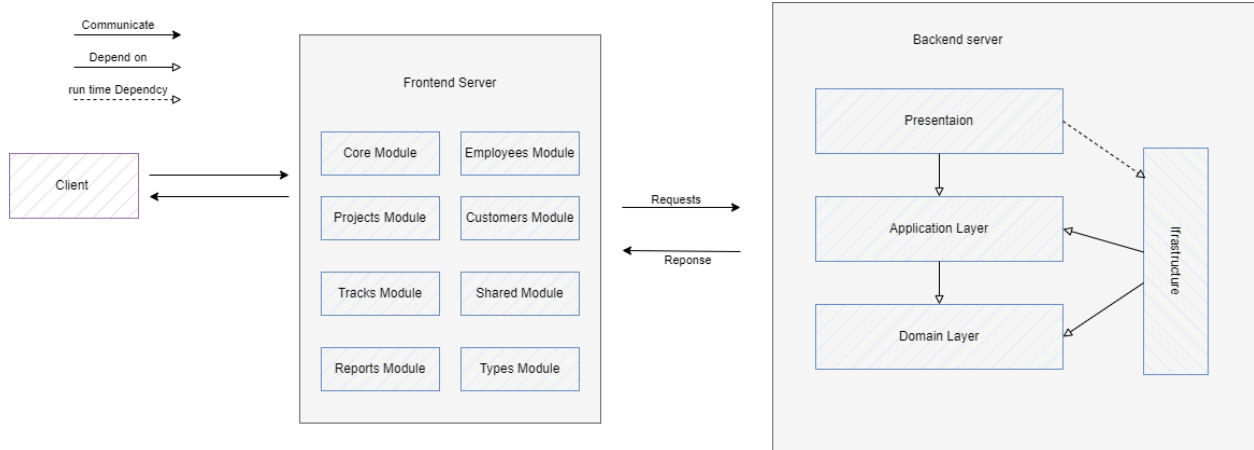 Communicate
Depend on
run time Dependcy
Client
Frontend Server
Core Module
Employees Module
Projects Module
Customers Module
Tracks Module
Shared Module
Reports Module
Types Module
Requests
Reponse
Backend server
Presentaion
Application Layer
Domain Layer
Ifrastructure